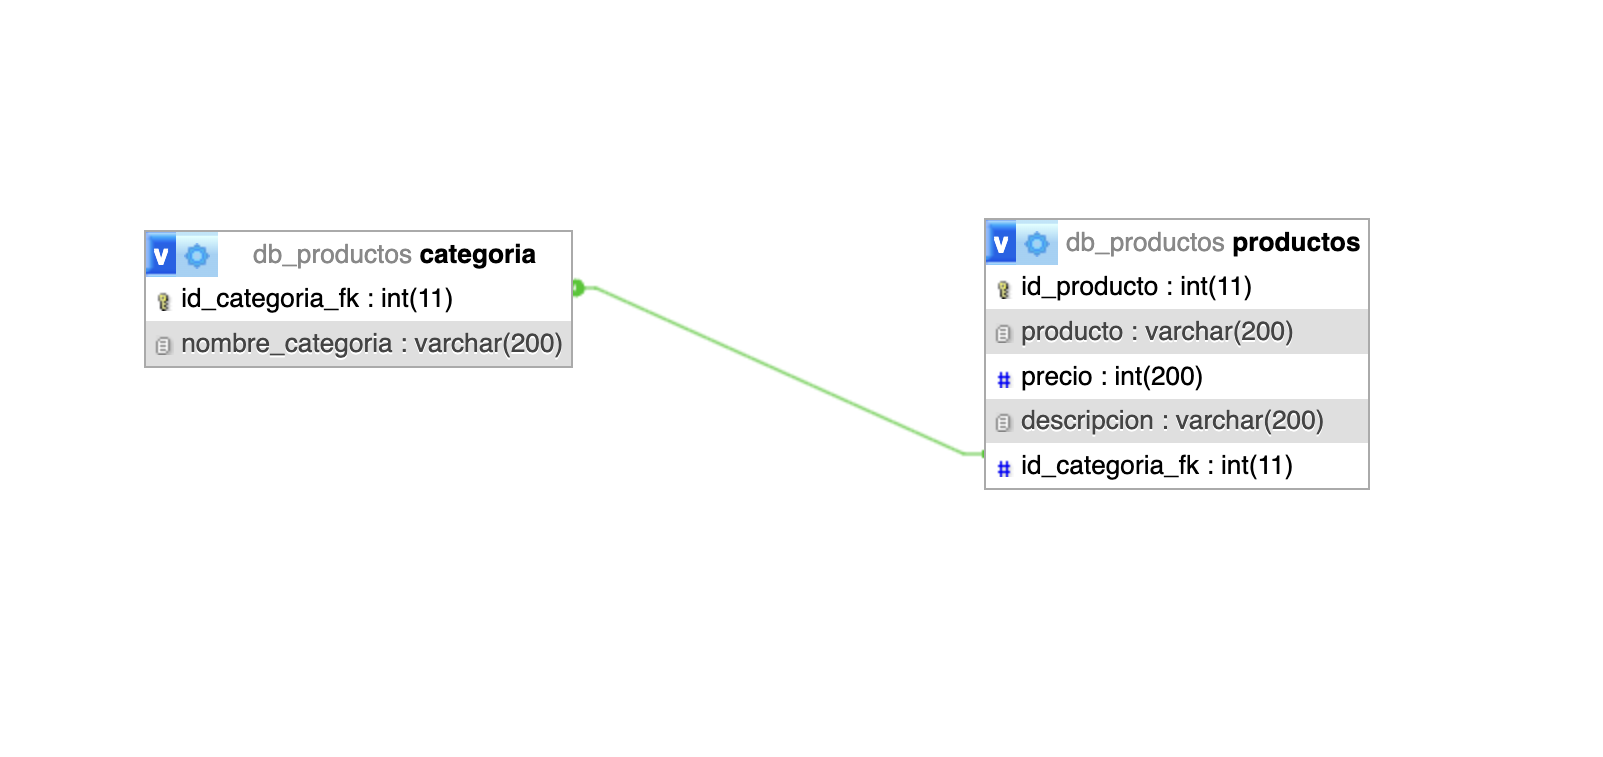 v db_productos categoria
id_categoria_fk : int(11)
nombre_categoria : varchar(200)
v db_productos productos
id_producto : int(11)
producto : varchar(200)
# precio : int(200)
descripcion : varchar(200)
# id_categoria_fk : int(11)